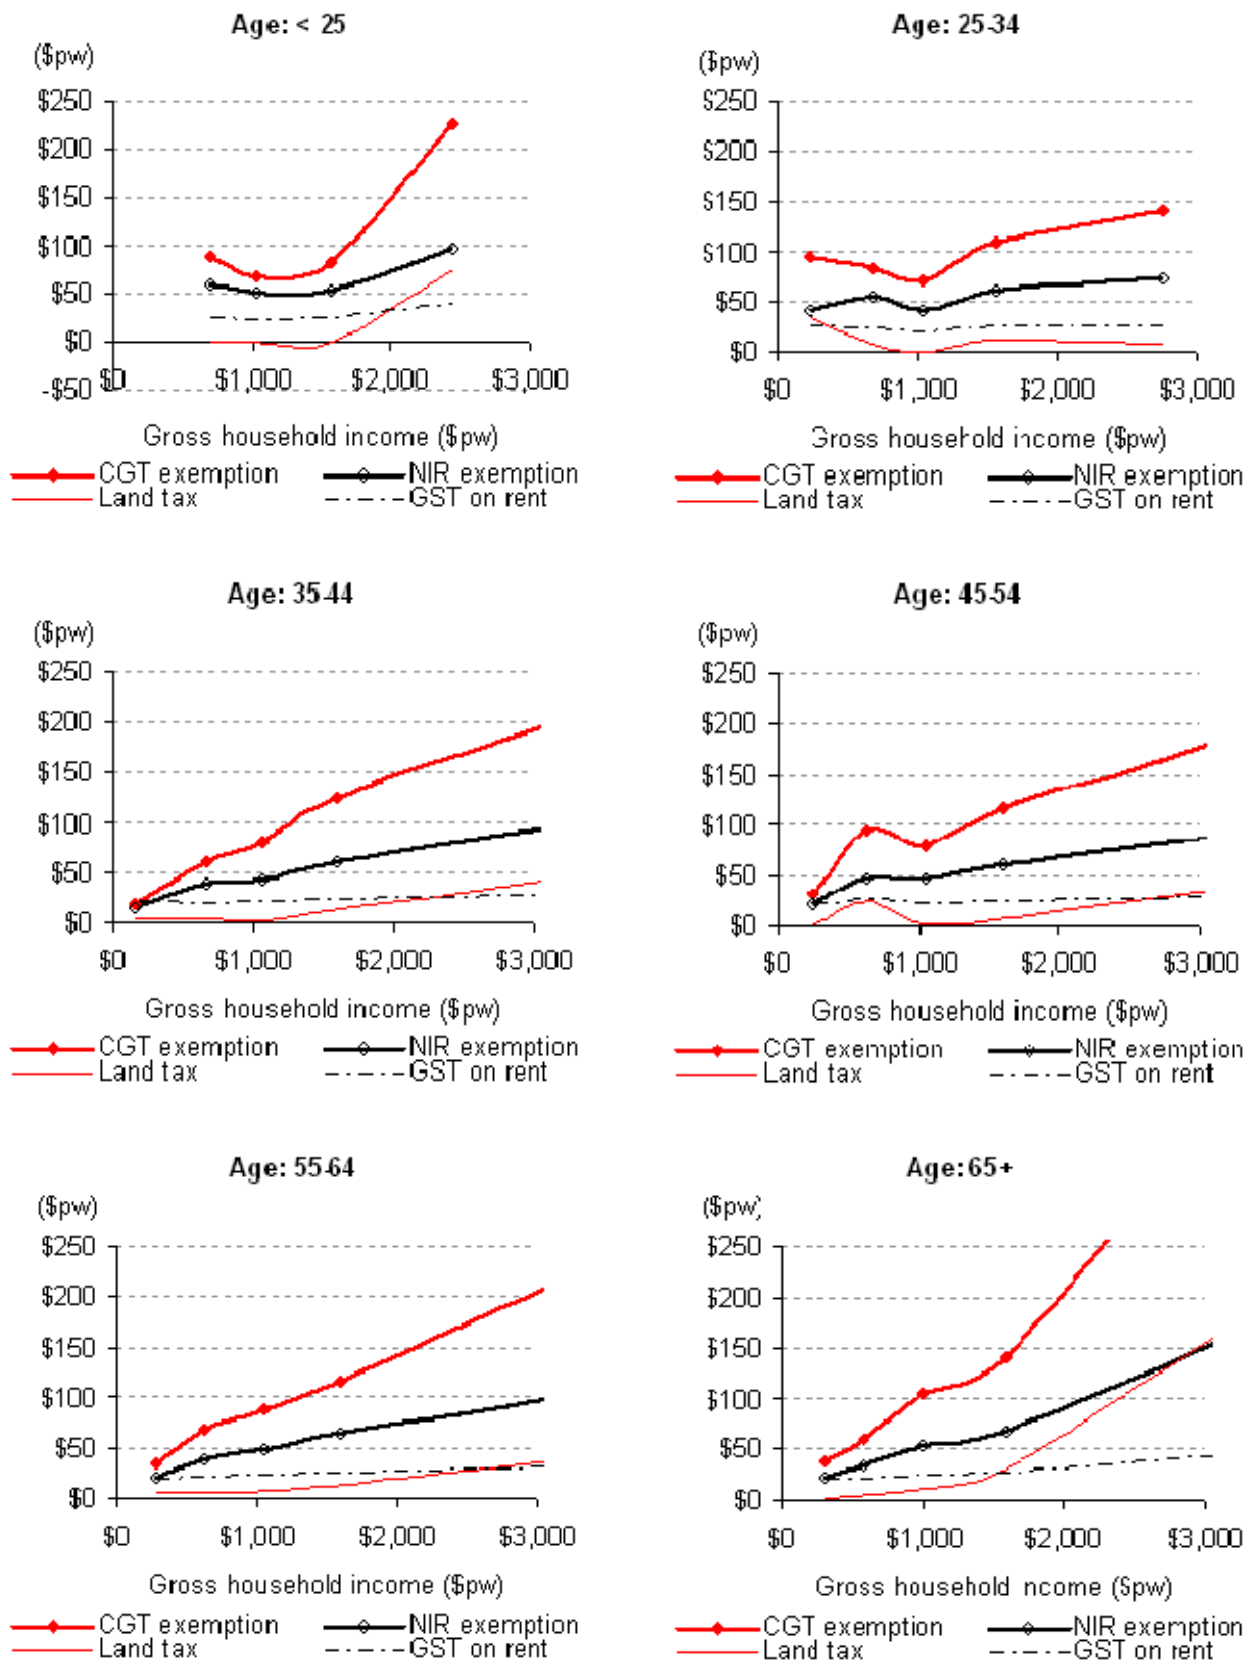 Age: < 25
($pw)
$250
$200
$150
$100
$50
$0
-$50
$0 $1,000 $2,000 $3,000
Gross household income ($pw)
CGT exemption NIR exemption
Land tax GST on rent
Age: 25-34
($pw)
$250
$200
$150
$100
$50
$0
$0 $1,000 $2,000 $3,000
Gross household income ($pw)
CGT exemption NIR exemption
Land tax GST on rent
Age: 35-44
($pw)
$250
$200
$150
$100
$50
$0
$0 $1,000 $2,000 $3,000
Gross household income ($pw)
CGT exemption NIR exemption
Land tax GST on rent
Age: 45-54
($pw)
$250
$200
$150
$100
$50
$0
$0 $1,000 $2,000 $3,000
Gross household income ($pw)
CGT exemption NIR exemption
Land tax GST on rent
Age: 55-64
($pw)
$250
$200
$150
$100
$50
$0
$0 $1,000 $2,000 $3,000
Gross household income ($pw)
CGT exemption NIR exemption
Land tax GST on rent
Age: 65+
($pw)
$250
$200
$150
$100
$50
$0
$0 $1,000 $2,000 $3,000
Gross household income ($pw)
CGT exemption NIR exemption
Land tax GST on rent